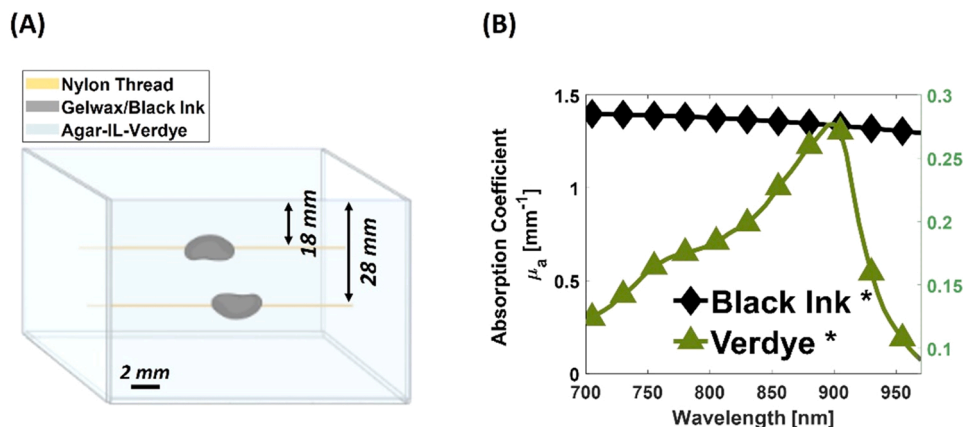 (A)
Nylon Thread
Gelwax/Black Ink
Agar-IL-Verdye
18 mm
28 mm
2 mm
(B)
Absorption Coefficient
μa [mm-1]
1.5
1
0.5
0
0.3
0.25
0.2
0.15
0.1
Black Ink *
Verdye *
700 750 800 850 900 950
Wavelength [nm]